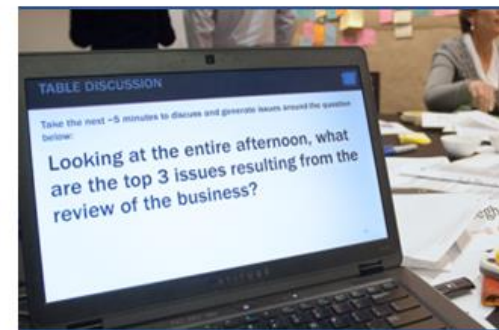 TABLE DISCUSSION
Take the next ~5 minutes to discuss and generate issues around the question
below:
Looking at the entire afternoon, what
are the top 3 issues resulting from the
review of the business?
LATITUDE